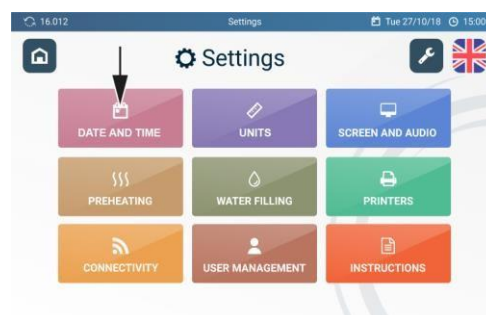 16.012 Settings Tue 27/10/18 15:00
Settings
DATE AND TIME UNITS SCREEN AND AUDIO
PREHEATING WATER FILLING PRINTERS
CONNECTIVITY USER MANAGEMENT INSTRUCTIONS